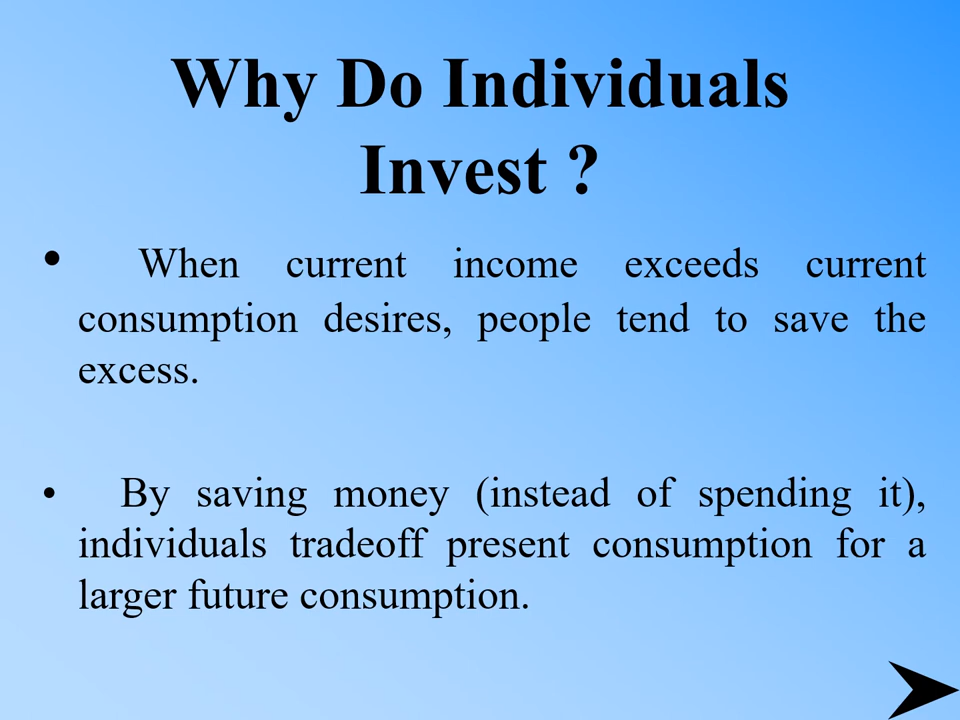 Why Do Individuals
Invest ?
• When current income exceeds current
consumption desires, people tend to save the
excess.
• By saving money (instead of spending it),
individuals tradeoff present consumption for a
larger future consumption.